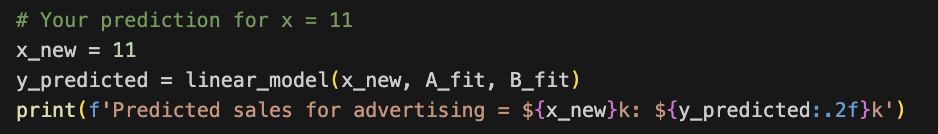 # Your prediction for x = 11
x_new = 11
y_predicted = linear_model(x_new, A_fit, B_fit)
print(f'Predicted sales for advertising = ${x_new}k: ${y_predicted:.2f}k')